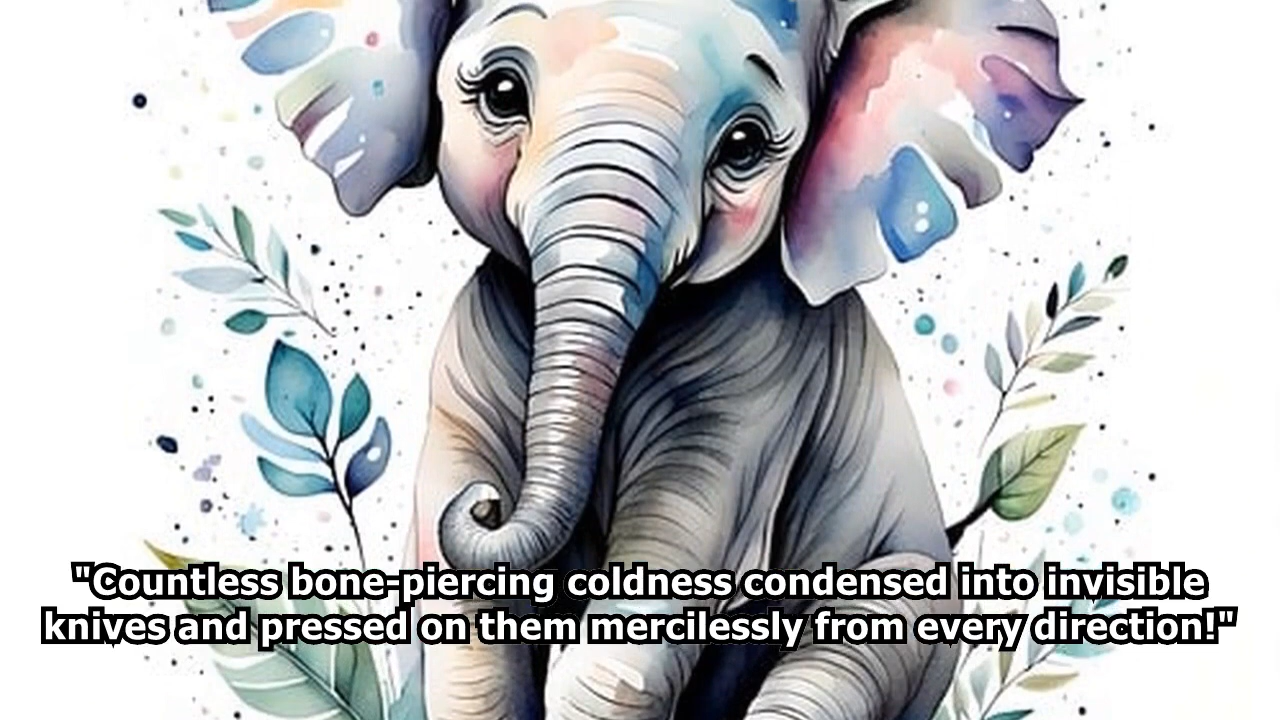 "Countless bone-piercing coldness condensed into invisible
knives and pressed on them mercilessly from every direction!"